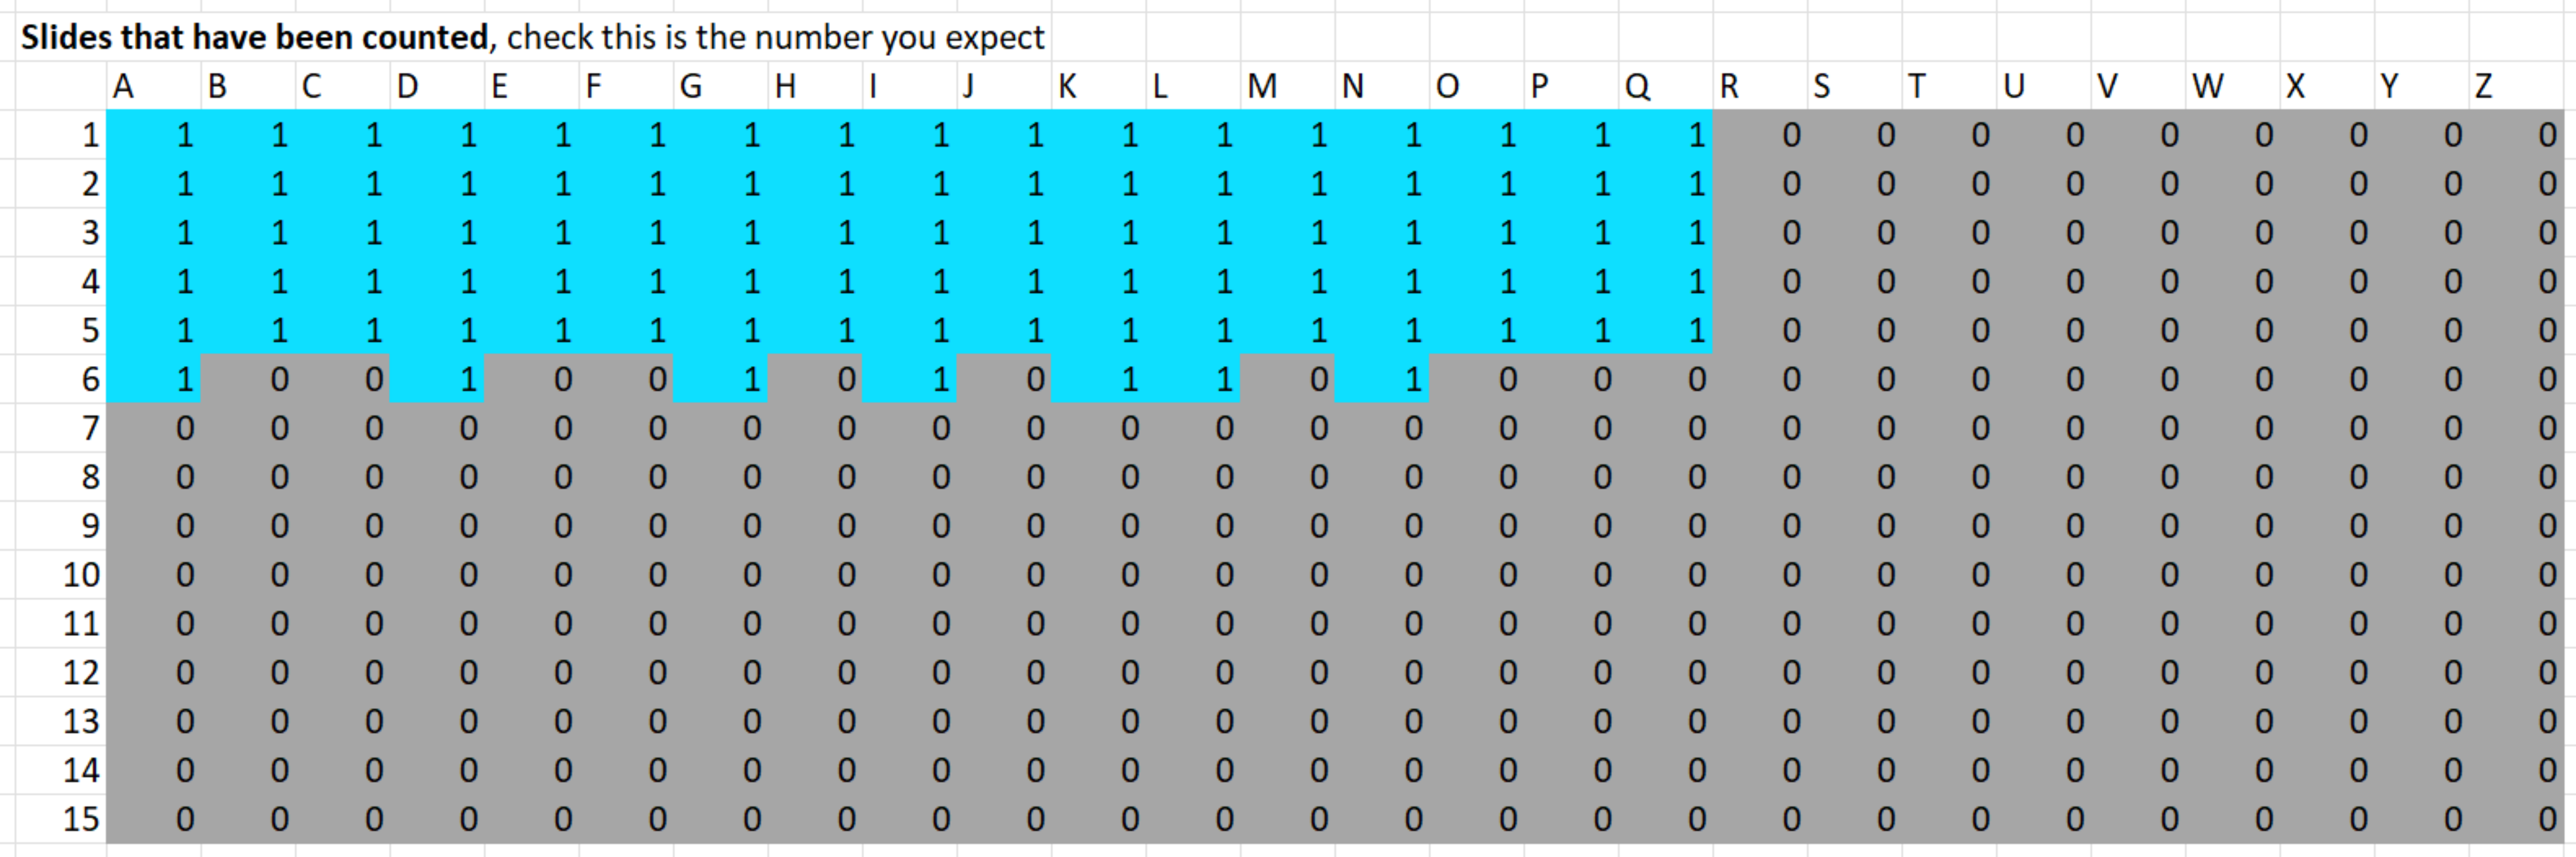 Slides that have been counted, check this is the number you expect
A B C D E F G H I J K L M N O P Q R S T U V W X Y Z
1 1 1 1 1 1 1 1 1 1 1 1 1 1 1 1 1 1 0 0 0 0 0 0 0 0 0
2 1 1 1 1 1 1 1 1 1 1 1 1 1 1 1 1 1 0 0 0 0 0 0 0 0 0
3 1 1 1 1 1 1 1 1 1 1 1 1 1 1 1 1 1 0 0 0 0 0 0 0 0 0
4 1 1 1 1 1 1 1 1 1 1 1 1 1 1 1 1 1 0 0 0 0 0 0 0 0 0
5 1 1 1 1 1 1 1 1 1 1 1 1 1 1 1 1 1 0 0 0 0 0 0 0 0 0
6 1 0 0 1 0 0 1 0 1 0 1 1 0 1 0 0 0 0 0 0 0 0 0 0 0 0
7 0 0 0 0 0 0 0 0 0 0 0 0 0 0 0 0 0 0 0 0 0 0 0 0 0 0
8 0 0 0 0 0 0 0 0 0 0 0 0 0 0 0 0 0 0 0 0 0 0 0 0 0 0
9 0 0 0 0 0 0 0 0 0 0 0 0 0 0 0 0 0 0 0 0 0 0 0 0 0 0
10 0 0 0 0 0 0 0 0 0 0 0 0 0 0 0 0 0 0 0 0 0 0 0 0 0 0
11 0 0 0 0 0 0 0 0 0 0 0 0 0 0 0 0 0 0 0 0 0 0 0 0 0 0
12 0 0 0 0 0 0 0 0 0 0 0 0 0 0 0 0 0 0 0 0 0 0 0 0 0 0
13 0 0 0 0 0 0 0 0 0 0 0 0 0 0 0 0 0 0 0 0 0 0 0 0 0 0
14 0 0 0 0 0 0 0 0 0 0 0 0 0 0 0 0 0 0 0 0 0 0 0 0 0 0
15 0 0 0 0 0 0 0 0 0 0 0 0 0 0 0 0 0 0 0 0 0 0 0 0 0 0